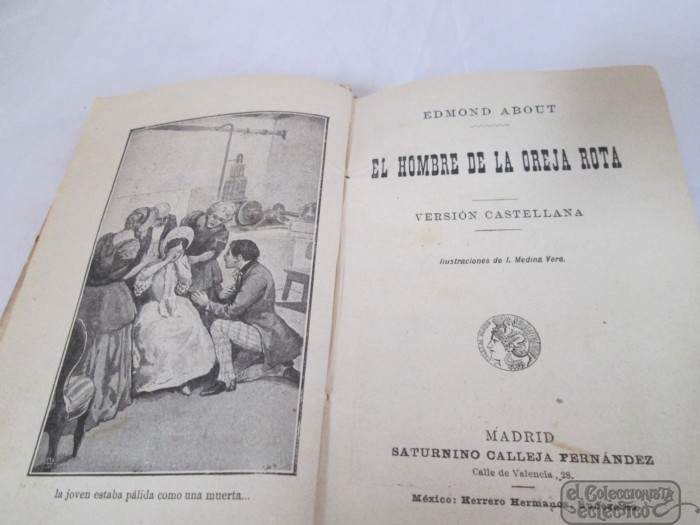 la joven estaba pálida como una muerta...
EDMOND ABOUT
EL HOMBRE DE LA OREJA ROTA
VERSIÓN CASTELLANA
Ilustraciones de I. Medina Vera.
MADRID
SATURNINO CALLEJA FERNÁNDEZ
Calle de Valencia, 28.
México: Herrero Hermanos,
el Coleccionista
eclectico